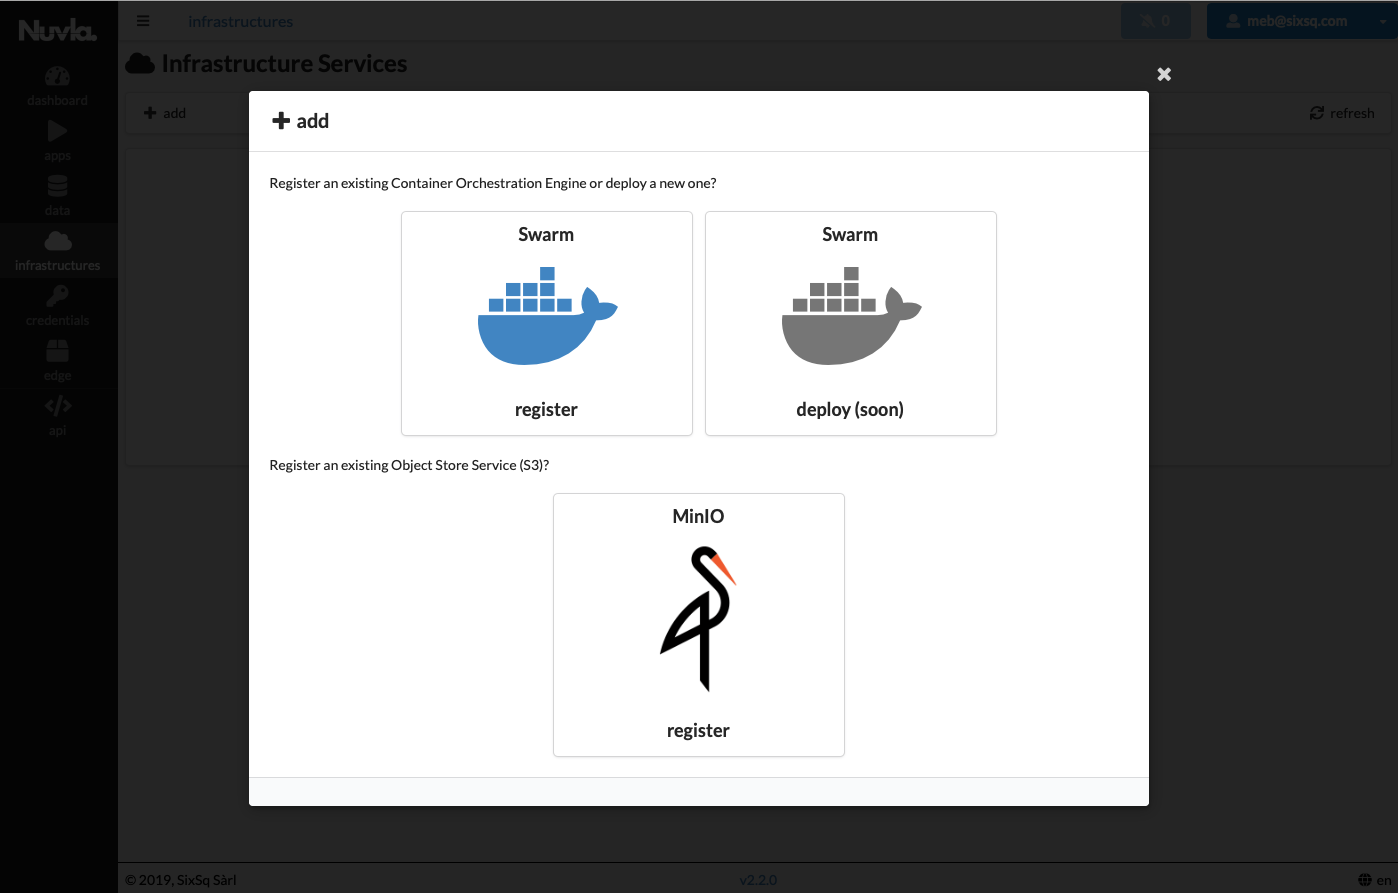 Nuvla.
infrastructures
0
meb@sixsq.com
dashboard
apps
data
infrastructures
credentials
edge
api
Infrastructure Services
add
refresh
add
Register an existing Container Orchestration Engine or deploy a new one?
Swarm
register
Swarm
deploy (soon)
Register an existing Object Store Service (S3)?
MinIO
register
© 2019, SixSq Sàrl
v2.2.0
en